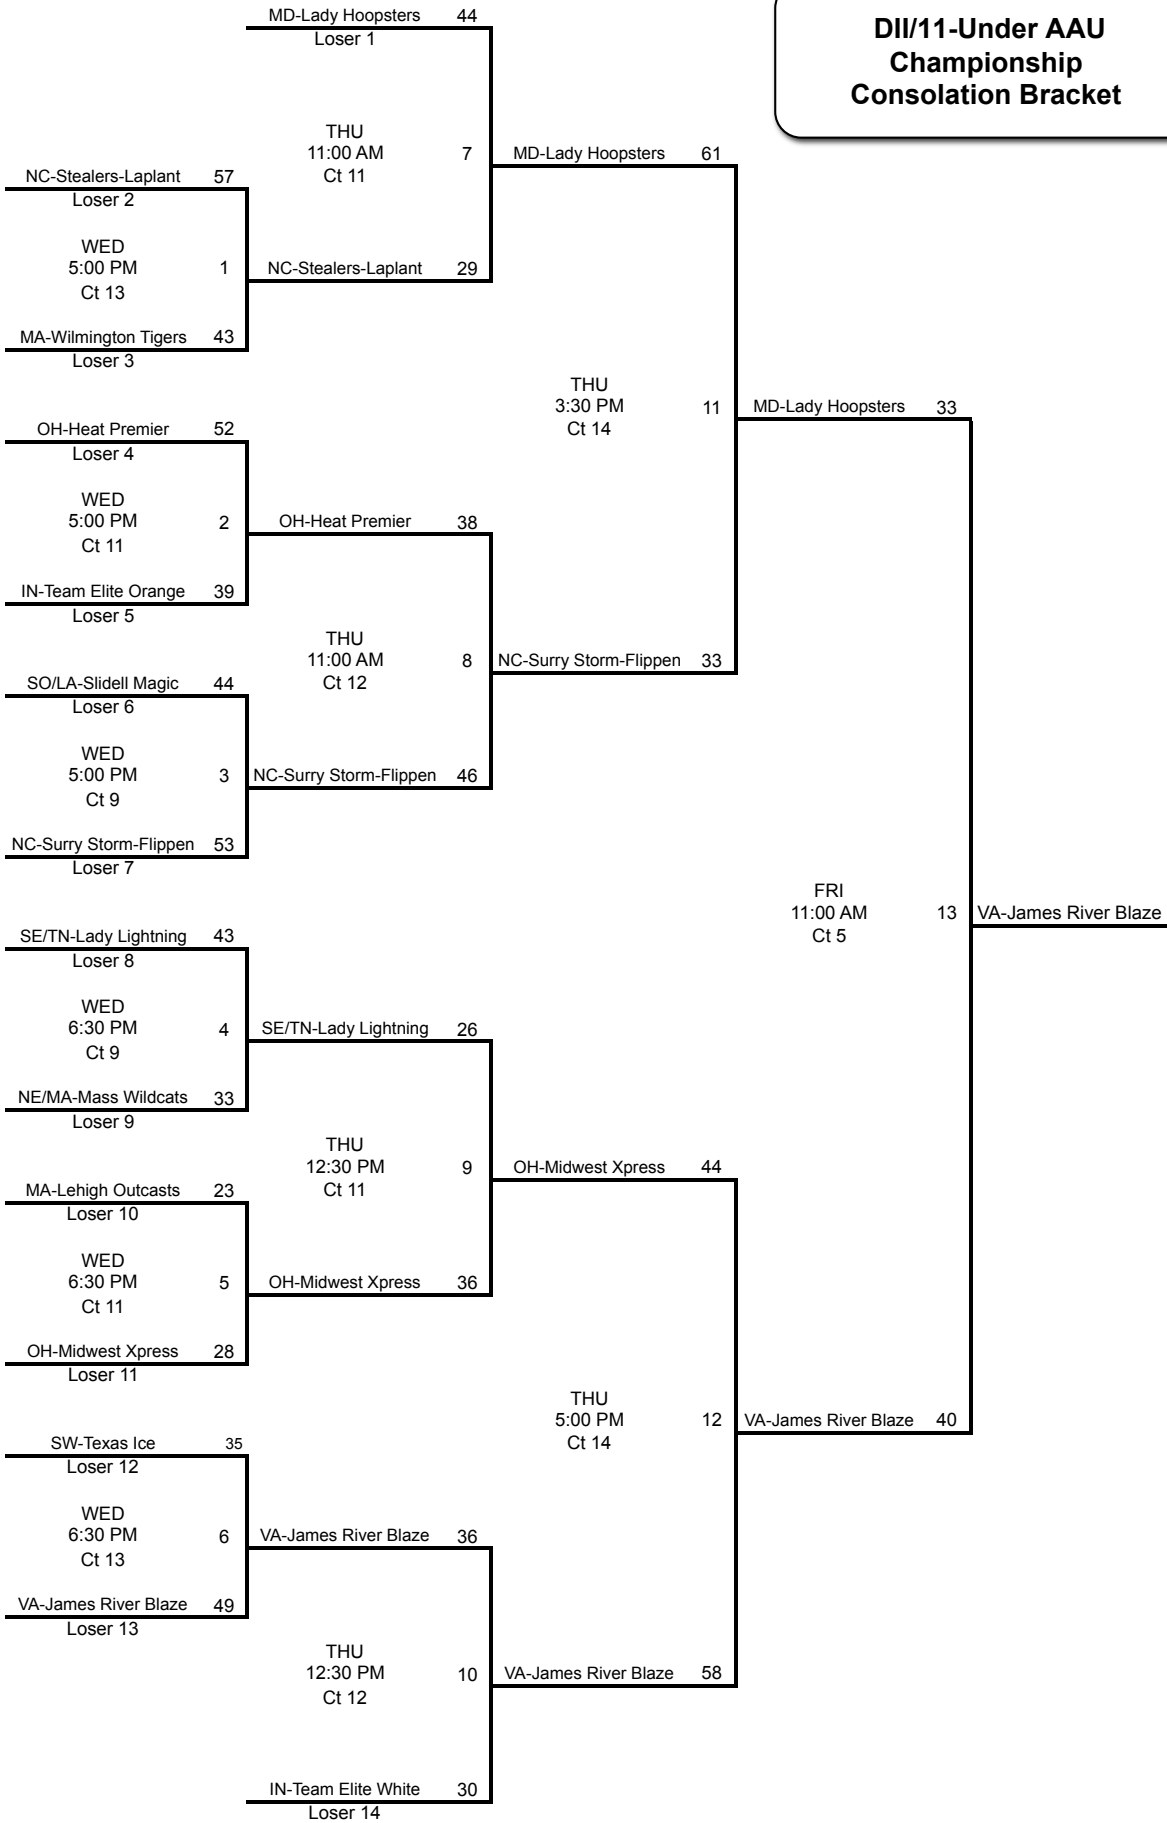 DII/11-Under AAU
Championship
Consolation Bracket
MD-Lady Hoopsters 44
Loser 1
THU
11:00 AM 7
Ct 11
MD-Lady Hoopsters 61
NC-Stealers-Laplant 57
Loser 2
WED
5:00 PM 1
Ct 13
NC-Stealers-Laplant 29
MA-Wilmington Tigers 43
Loser 3
THU
3:30 PM 11
Ct 14
MD-Lady Hoopsters 33
OH-Heat Premier 52
Loser 4
WED
5:00 PM 2
Ct 11
OH-Heat Premier 38
IN-Team Elite Orange 39
Loser 5
THU
11:00 AM 8
Ct 12
NC-Surry Storm-Flippen 33
SO/LA-Slidell Magic 44
Loser 6
WED
5:00 PM 3
Ct 9
NC-Surry Storm-Flippen 46
NC-Surry Storm-Flippen 53
Loser 7
FRI
11:00 AM 13
Ct 5
VA-James River Blaze
SE/TN-Lady Lightning 43
Loser 8
WED
6:30 PM 4
Ct 9
SE/TN-Lady Lightning 26
NE/MA-Mass Wildcats 33
Loser 9
THU
12:30 PM 9
Ct 11
OH-Midwest Xpress 44
MA-Lehigh Outcasts 23
Loser 10
WED
6:30 PM 5
Ct 11
OH-Midwest Xpress 36
OH-Midwest Xpress 28
Loser 11
THU
5:00 PM 12
Ct 14
VA-James River Blaze 40
SW-Texas Ice 35
Loser 12
WED
6:30 PM 6
Ct 13
VA-James River Blaze 36
VA-James River Blaze 49
Loser 13
THU
12:30 PM 10
Ct 12
VA-James River Blaze 58
IN-Team Elite White 30
Loser 14